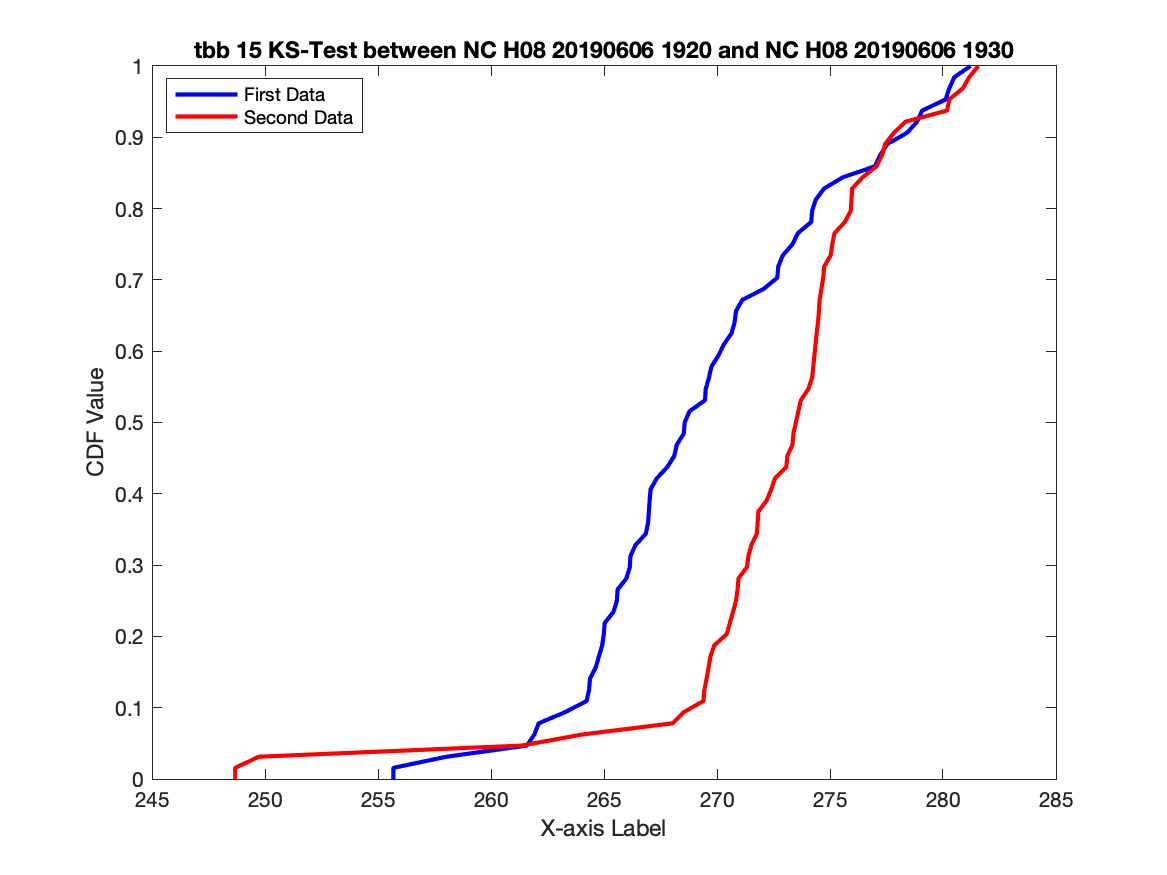 tbb 15 KS-Test between NC H08 20190606 1920 and NC H08 20190606 1930
First Data
Second Data
1
0.9
0.8
0.7
0.6
0.5
0.4
0.3
0.2
0.1
0
CDF Value
245 250 255 260 265 270 275 280 285
X-axis Label